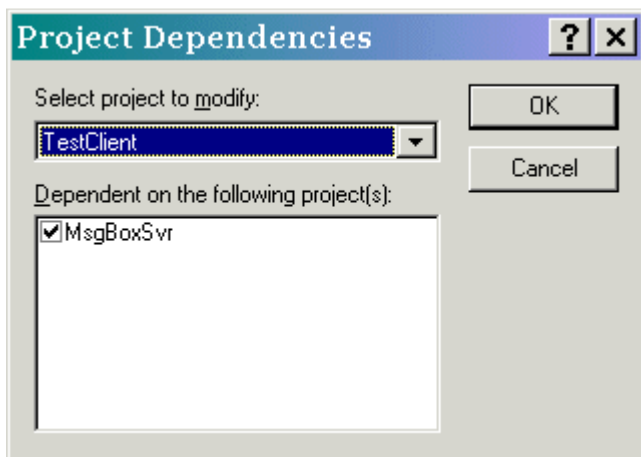 Project Dependencies
Select project to modify:
TestClient
Dependent on the following project(s):
MsgBoxSvr
OK
Cancel